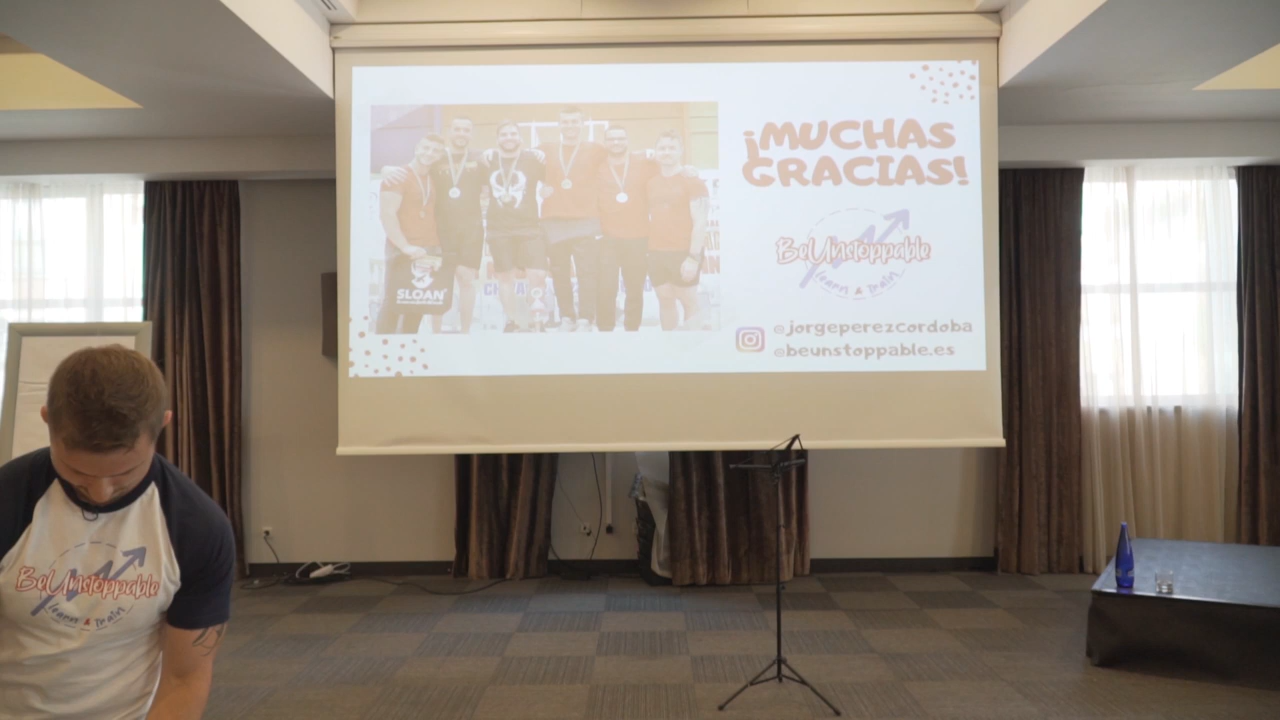 ¡MUCHAS
GRACIAS!
BeUnstoppable
learn & train
@jorgeperezcordoba
@beunstoppable.es
SLOAN
BeUnstoppable
learn & train